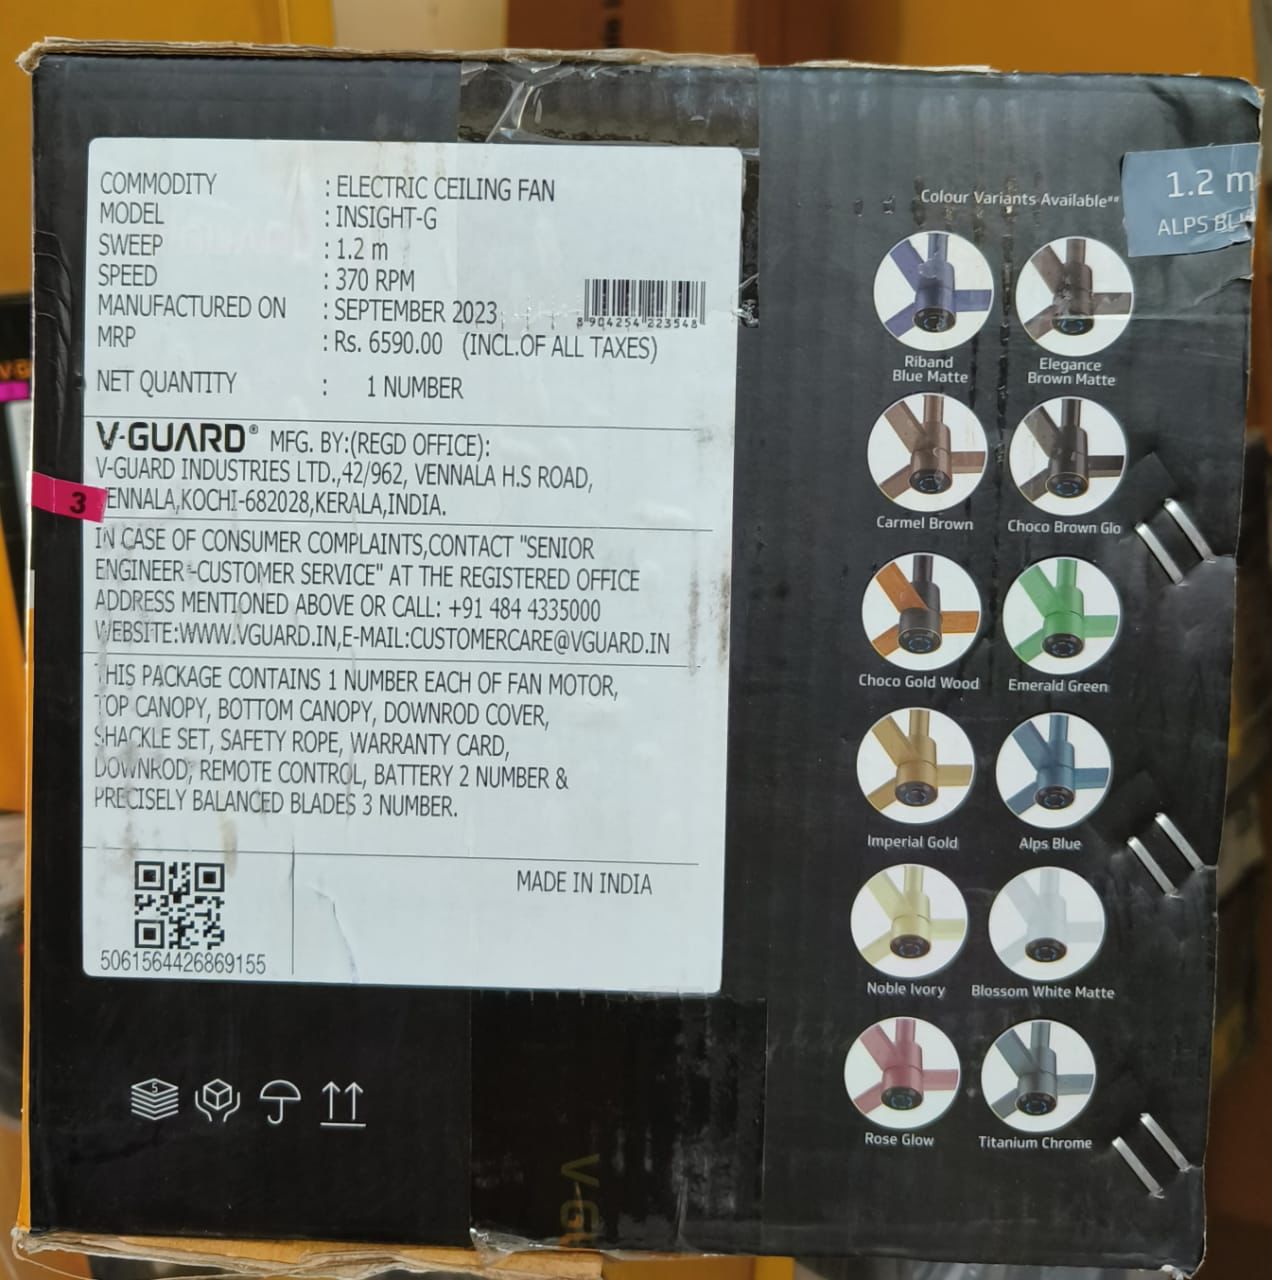 COMMODITY : ELECTRIC CEILING FAN
MODEL : INSIGHT-G
SWEEP : 1.2 m
SPEED : 370 RPM
MANUFACTURED ON : SEPTEMBER 2023
MRP : Rs. 6590.00 (INCL.OF ALL TAXES)
NET QUANTITY : 1 NUMBER
8 904254 223548
V-GUARD® MFG. BY:(REGD OFFICE):
V-GUARD INDUSTRIES LTD.,42/962, VENNALA H.S ROAD,
ENNALA,KOCHI-682028,KERALA,INDIA.
3
IN CASE OF CONSUMER COMPLAINTS,CONTACT "SENIOR
ENGINEER-CUSTOMER SERVICE" AT THE REGISTERED OFFICE
ADDRESS MENTIONED ABOVE OR CALL: +91 484 4335000
WEBSITE:WWW.VGUARD.IN,E-MAIL:CUSTOMERCARE@VGUARD.IN
THIS PACKAGE CONTAINS 1 NUMBER EACH OF FAN MOTOR,
TOP CANOPY, BOTTOM CANOPY, DOWNROD COVER,
SHACKLE SET, SAFETY ROPE, WARRANTY CARD,
DOWNROD, REMOTE CONTROL, BATTERY 2 NUMBER &
PRECISELY BALANCED BLADES 3 NUMBER.
MADE IN INDIA
5061564426869155
5
Colour Variants Available**
1.2 m
ALPS BLU
Riband
Blue Matte
Elegance
Brown Matte
Carmel Brown
Choco Brown Glo
Choco Gold Wood
Emerald Green
Imperial Gold
Alps Blue
Noble Ivory
Blossom White Matte
Rose Glow
Titanium Chrome